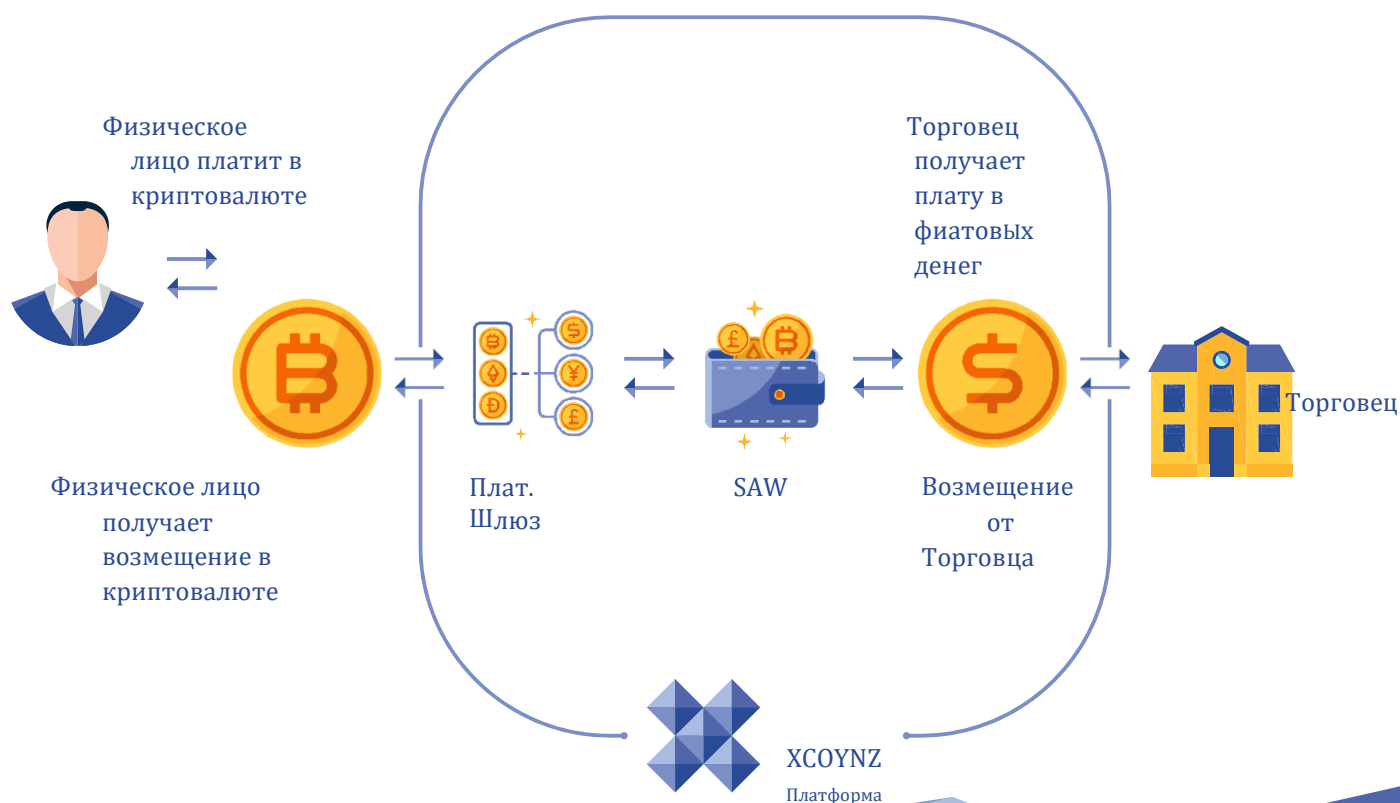 Физическое
лицо платит в
криптовалюте
Торговец
получает
плату в
фиатовых
денег
Торговец
Физическое лицо
получает
возмещение в
криптовалюте
Плат.
Шлюз
SAW
Возмещение
от
Торговца
XCOYNZ
Платформа